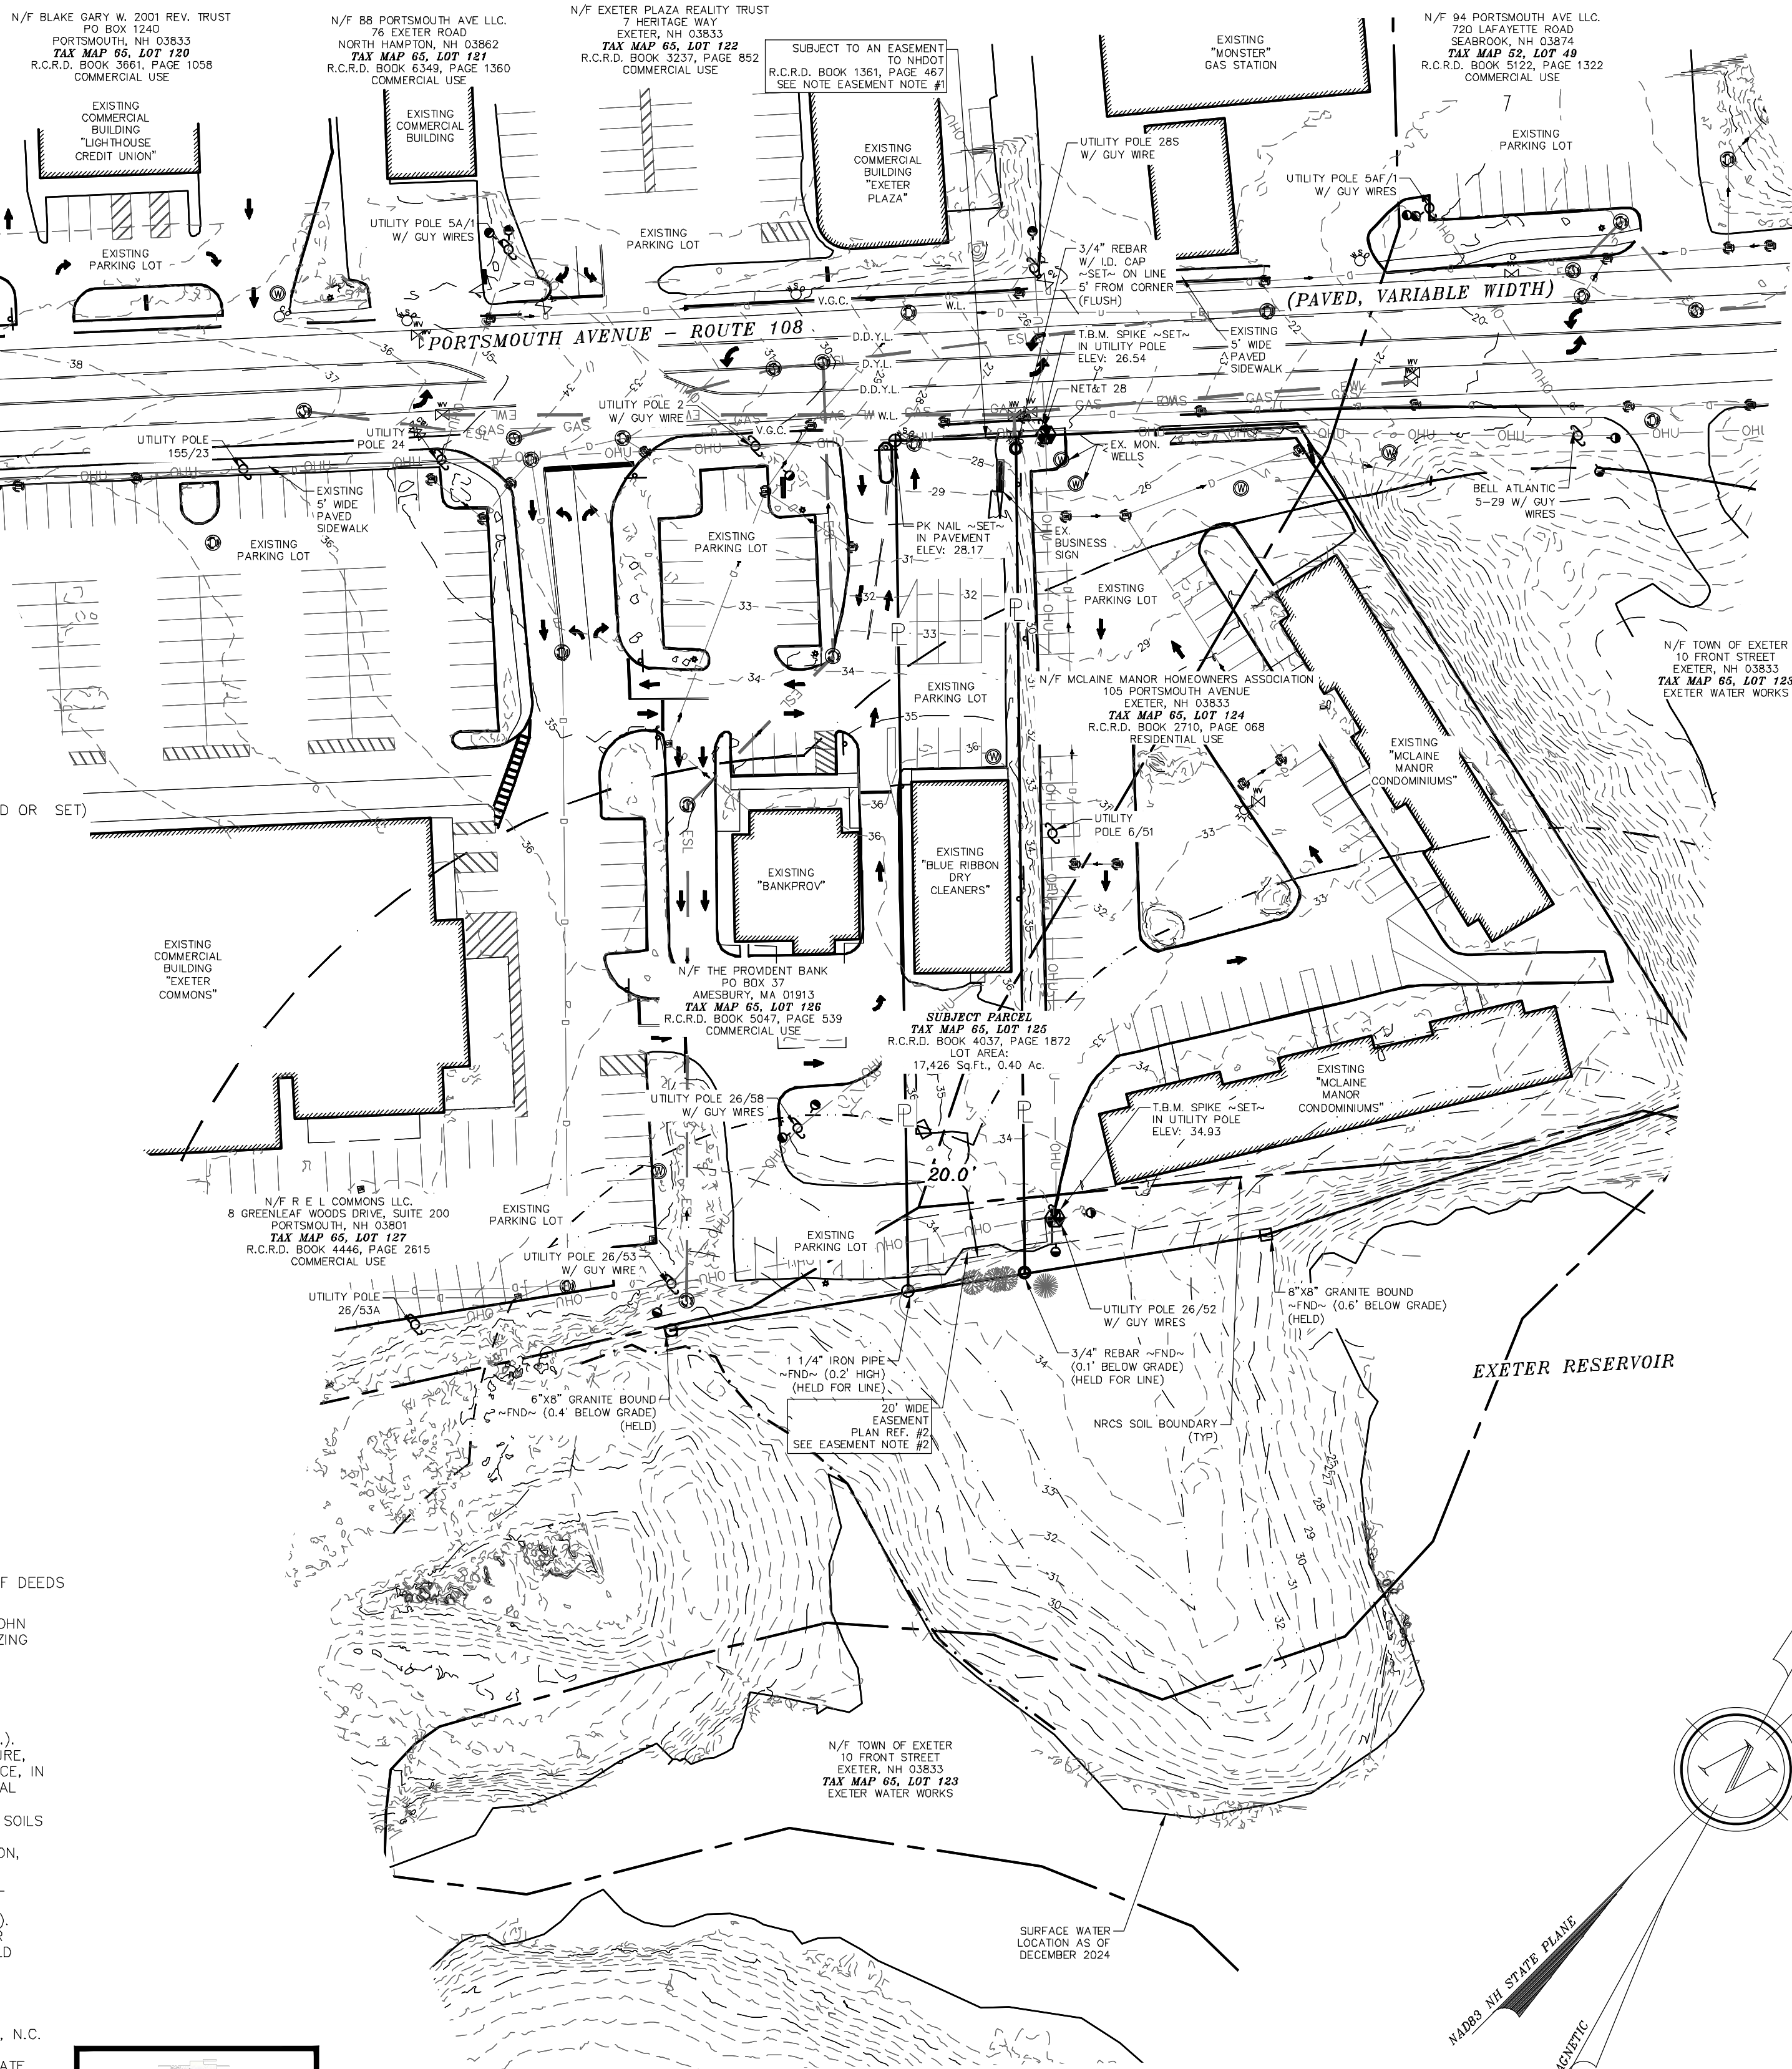 N/F BLAKE GARY W. 2001 REV. TRUST
PO BOX 1240
PORTSMOUTH, NH 03833
TAX MAP 65, LOT 120
R.C.R.D. BOOK 3661, PAGE 1058
COMMERCIAL USE
N/F 88 PORTSMOUTH AVE LLC.
76 EXETER ROAD
NORTH HAMPTON, NH 03862
TAX MAP 65, LOT 121
R.C.R.D. BOOK 6349, PAGE 1360
COMMERCIAL USE
N/F EXETER PLAZA REALITY TRUST
7 HERITAGE WAY
EXETER, NH 03833
TAX MAP 65, LOT 122
R.C.R.D. BOOK 3237, PAGE 852
COMMERCIAL USE
SUBJECT TO AN EASEMENT
TO NHDOT
R.C.R.D. BOOK 1361, PAGE 467
SEE NOTE EASEMENT NOTE #1
EXISTING
"MONSTER"
GAS STATION
N/F 94 PORTSMOUTH AVE LLC.
720 LAFAYETTE ROAD
SEABROOK, NH 03874
TAX MAP 52, LOT 49
R.C.R.D. BOOK 5122, PAGE 1322
COMMERCIAL USE
7
EXISTING
COMMERCIAL
BUILDING
"LIGHTHOUSE
CREDIT UNION"
EXISTING
COMMERCIAL
BUILDING
EXISTING
COMMERCIAL
BUILDING
"EXETER
PLAZA"
UTILITY POLE 28S
W/ GUY WIRE
EXISTING
PARKING LOT
UTILITY POLE 5AF/1
W/ GUY WIRES
UTILITY POLE 5A/1
W/ GUY WIRES
EXISTING
PARKING LOT
EXISTING
PARKING LOT
3/4" REBAR
W/ I.D. CAP
~SET~ ON LINE
5' FROM CORNER
(FLUSH)
V.G.C.
W.L.
(PAVED, VARIABLE WIDTH)
PORTSMOUTH AVENUE - ROUTE 108
D.D.Y.L.
D.Y.L.
D.D.Y.L.
W.L.
T.B.M. SPIKE ~SET~
IN UTILITY POLE
ELEV: 26.54
EXISTING
5' WIDE
PAVED
SIDEWALK
NET&T 28
UTILITY POLE 2
W/ GUY WIRE
V.G.C.
UTILITY POLE
155/23
UTILITY
POLE 24
EX. MON.
WELLS
EXISTING
5' WIDE
PAVED
SIDEWALK
EXISTING
PARKING LOT
EXISTING
PARKING LOT
PK NAIL ~SET~
IN PAVEMENT
ELEV: 28.17
EX.
BUSINESS
SIGN
BELL ATLANTIC
5-29 W/ GUY
WIRES
EXISTING
PARKING LOT
EXISTING
PARKING LOT
N/F MCLAINE MANOR HOMEOWNERS ASSOCIATION
105 PORTSMOUTH AVENUE
EXETER, NH 03833
TAX MAP 65, LOT 124
R.C.R.D. BOOK 2710, PAGE 068
RESIDENTIAL USE
N/F TOWN OF EXETER
10 FRONT STREET
EXETER, NH 03833
TAX MAP 65, LOT 123
EXETER WATER WORKS
EXISTING
"MCLAINE
MANOR
CONDOMINIUMS"
D OR SET)
UTILITY
POLE 6/51
EXISTING
"BANKPROV"
EXISTING
"BLUE RIBBON
DRY
CLEANERS"
EXISTING
COMMERCIAL
BUILDING
"EXETER
COMMONS"
N/F THE PROVIDENT BANK
PO BOX 37
AMESBURY, MA 01913
TAX MAP 65, LOT 126
R.C.R.D. BOOK 5047, PAGE 539
COMMERCIAL USE
SUBJECT PARCEL
TAX MAP 65, LOT 125
R.C.R.D. BOOK 4037, PAGE 1872
LOT AREA:
17,426 Sq.Ft., 0.40 Ac.
EXISTING
"MCLAINE
MANOR
CONDOMINIUMS"
UTILITY POLE 26/58
W/ GUY WIRES
T.B.M. SPIKE ~SET~
IN UTILITY POLE
ELEV: 34.93
20.0'
N/F R E L COMMONS LLC.
8 GREENLEAF WOODS DRIVE, SUITE 200
PORTSMOUTH, NH 03801
TAX MAP 65, LOT 127
R.C.R.D. BOOK 4446, PAGE 2615
COMMERCIAL USE
EXISTING
PARKING LOT
EXISTING
PARKING LOT
UTILITY POLE 26/53
W/ GUY WIRE
UTILITY POLE
26/53A
8"X8" GRANITE BOUND
~FND~ (0.6' BELOW GRADE)
(HELD)
UTILITY POLE 26/52
W/ GUY WIRES
1 1/4" IRON PIPE
~FND~ (0.2' HIGH)
(HELD FOR LINE)
3/4" REBAR ~FND~
(0.1' BELOW GRADE)
(HELD FOR LINE)
EXETER RESERVOIR
6"X8" GRANITE BOUND
~FND~ (0.4' BELOW GRADE)
(HELD)
20' WIDE
EASEMENT
PLAN REF. #2
SEE EASEMENT NOTE #2
NRCS SOIL BOUNDARY
(TYP)
F DEEDS
OHN
ZING
.).
URE,
CE, IN
AL
SOILS
ON,
).
R
LD
, N.C.
ATE
N/F TOWN OF EXETER
10 FRONT STREET
EXETER, NH 03833
TAX MAP 65, LOT 123
EXETER WATER WORKS
SURFACE WATER
LOCATION AS OF
DECEMBER 2024
N
NAD83 NH STATE PLANE
AGNETIC